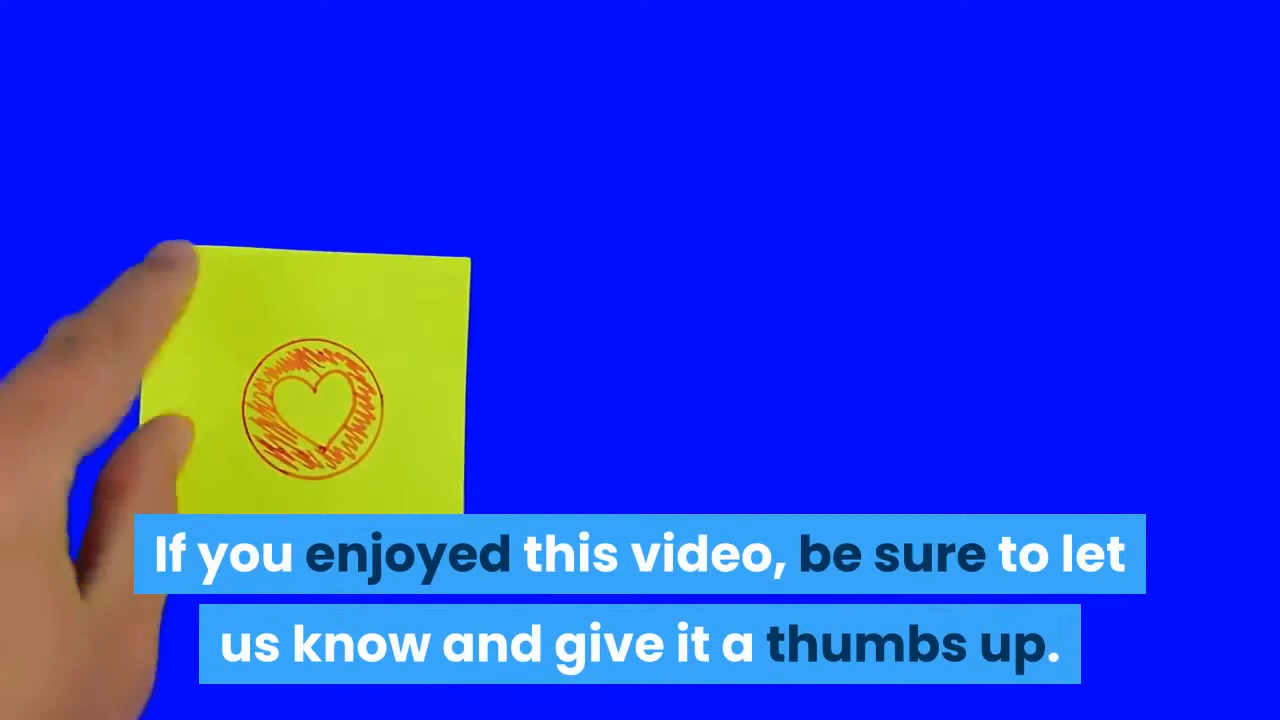 If you enjoyed this video, be sure to let
us know and give it a thumbs up.